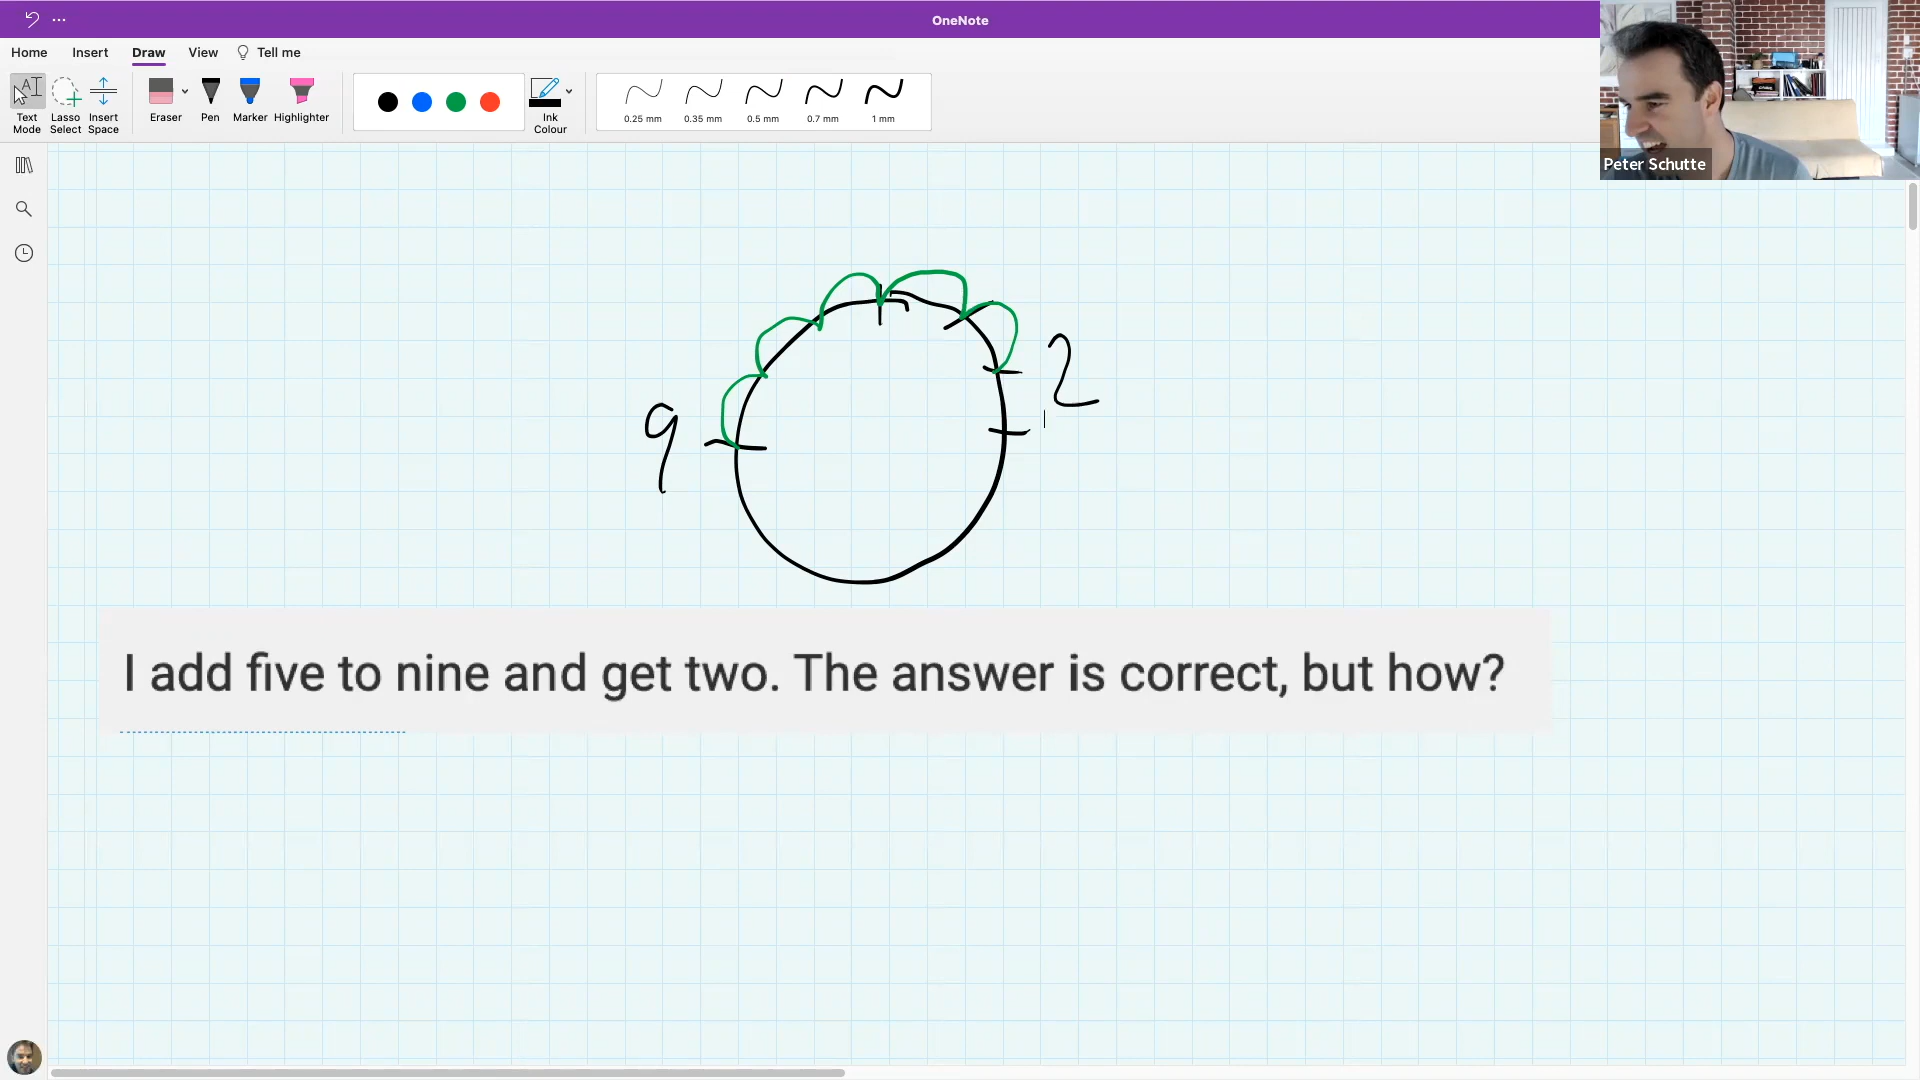 OneNote
Home Insert Draw View Tell me
Text Mode
Lasso Select
Insert Space
Eraser
Pen
Marker
Highlighter
Ink Colour
0.25 mm
0.35 mm
0.5 mm
0.7 mm
1 mm
Peter Schutte
2
9
I add five to nine and get two. The answer is correct, but how?